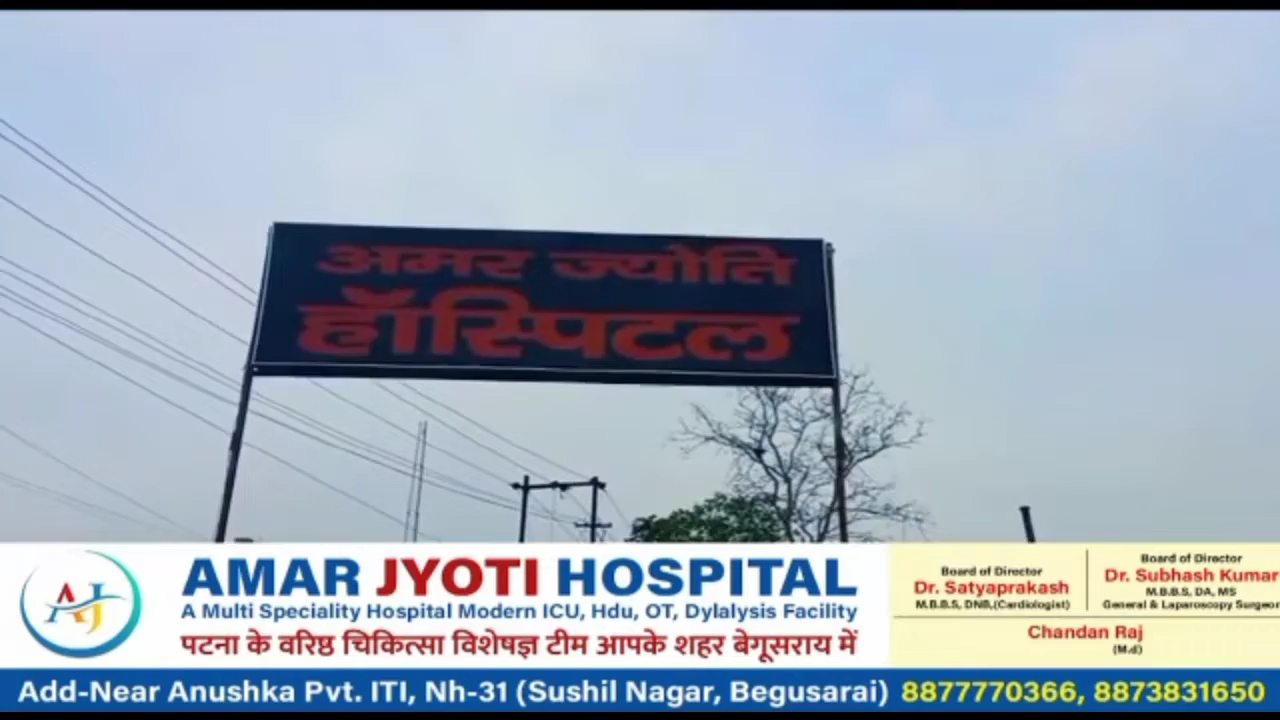 अमर ज्योति
हॉस्पिटल
AJ
AMAR JYOTI HOSPITAL
A Multi Speciality Hospital Modern ICU, Hdu, OT, Dylalysis Facility
पटना के वरिष्ठ चिकित्सा विशेषज्ञ टीम आपके शहर बेगूसराय में
Board of Director
Dr. Satyaprakash
M.B.B.S, DNB,(Cardiologist)
Board of Director
Dr. Subhash Kumar
M.B.B.S, DA, MS
General & Laparoscopy Surgeon
Chandan Raj
(M.d)
Add-Near Anushka Pvt. ITI, Nh-31 (Sushil Nagar, Begusarai) 8877770366, 8873831650